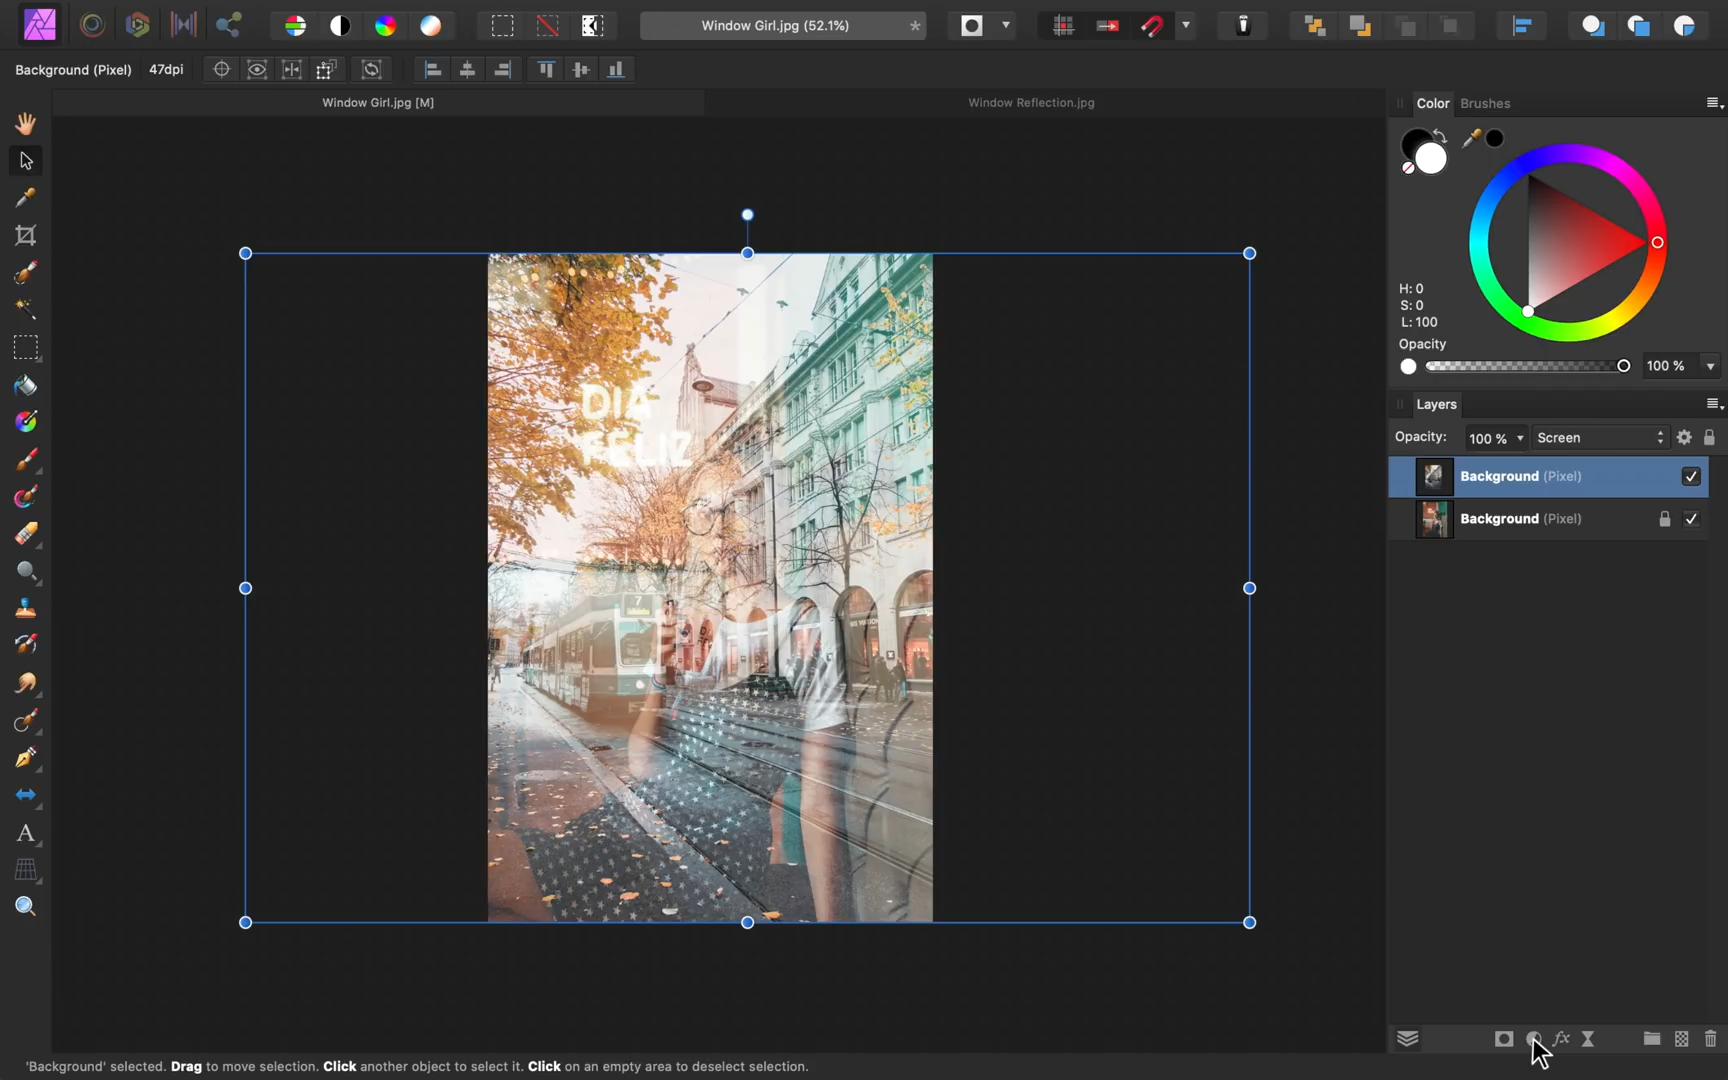 Window Girl.jpg (52.1%)
*
Background (Pixel) 47dpi
Window Girl.jpg [M]
Window Reflection.jpg
Color Brushes
H: 0
S: 0
L: 100
Opacity
100 %
Layers
Opacity: 100 % Screen
Background (Pixel)
Background (Pixel)
DIA
FELIZ
7
fx
A
'Background' selected. Drag to move selection. Click another object to select it. Click on an empty area to deselect selection.